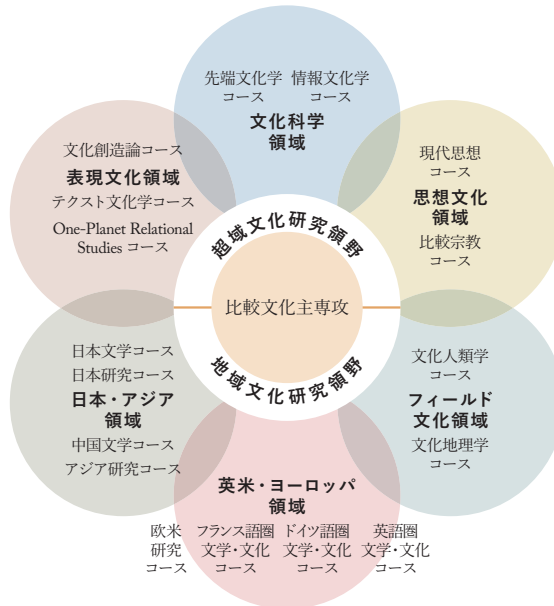 先端文化学
コース
情報文化学
コース
文化科学
領域
文化創造論コース
表現文化領域
テクスト文化学コース
One-Planet Relational
Studies コース
現代思想
コース
思想文化
領域
比較宗教
コース
超域文化研究領野
比較文化主専攻
地域文化研究領野
日本文学コース
日本研究コース
日本・アジア
領域
中国文学コース
アジア研究コース
文化人類学
コース
フィールド
文化領域
文化地理学
コース
英米・ヨーロッパ
領域
欧米
研究
コース
フランス語圏
文学・文化
コース
ドイツ語圏
文学・文化
コース
英語圏
文学・文化
コース